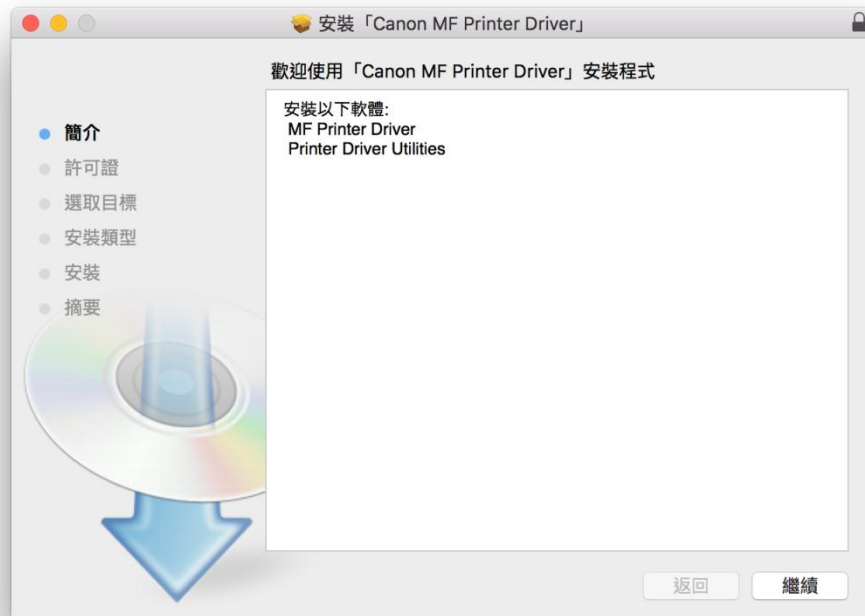 安裝「Canon MF Printer Driver」
歡迎使用「Canon MF Printer Driver」安裝程式
簡介
許可證
選取目標
安裝類型
安裝
摘要
安裝以下軟體:
MF Printer Driver
Printer Driver Utilities
返回
繼續